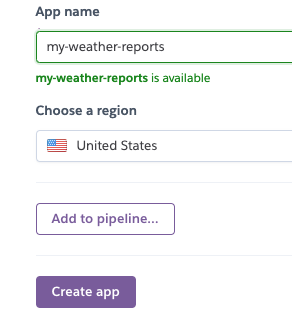 App name
my-weather-reports
my-weather-reports is available
Choose a region
United States
Add to pipeline...
Create app